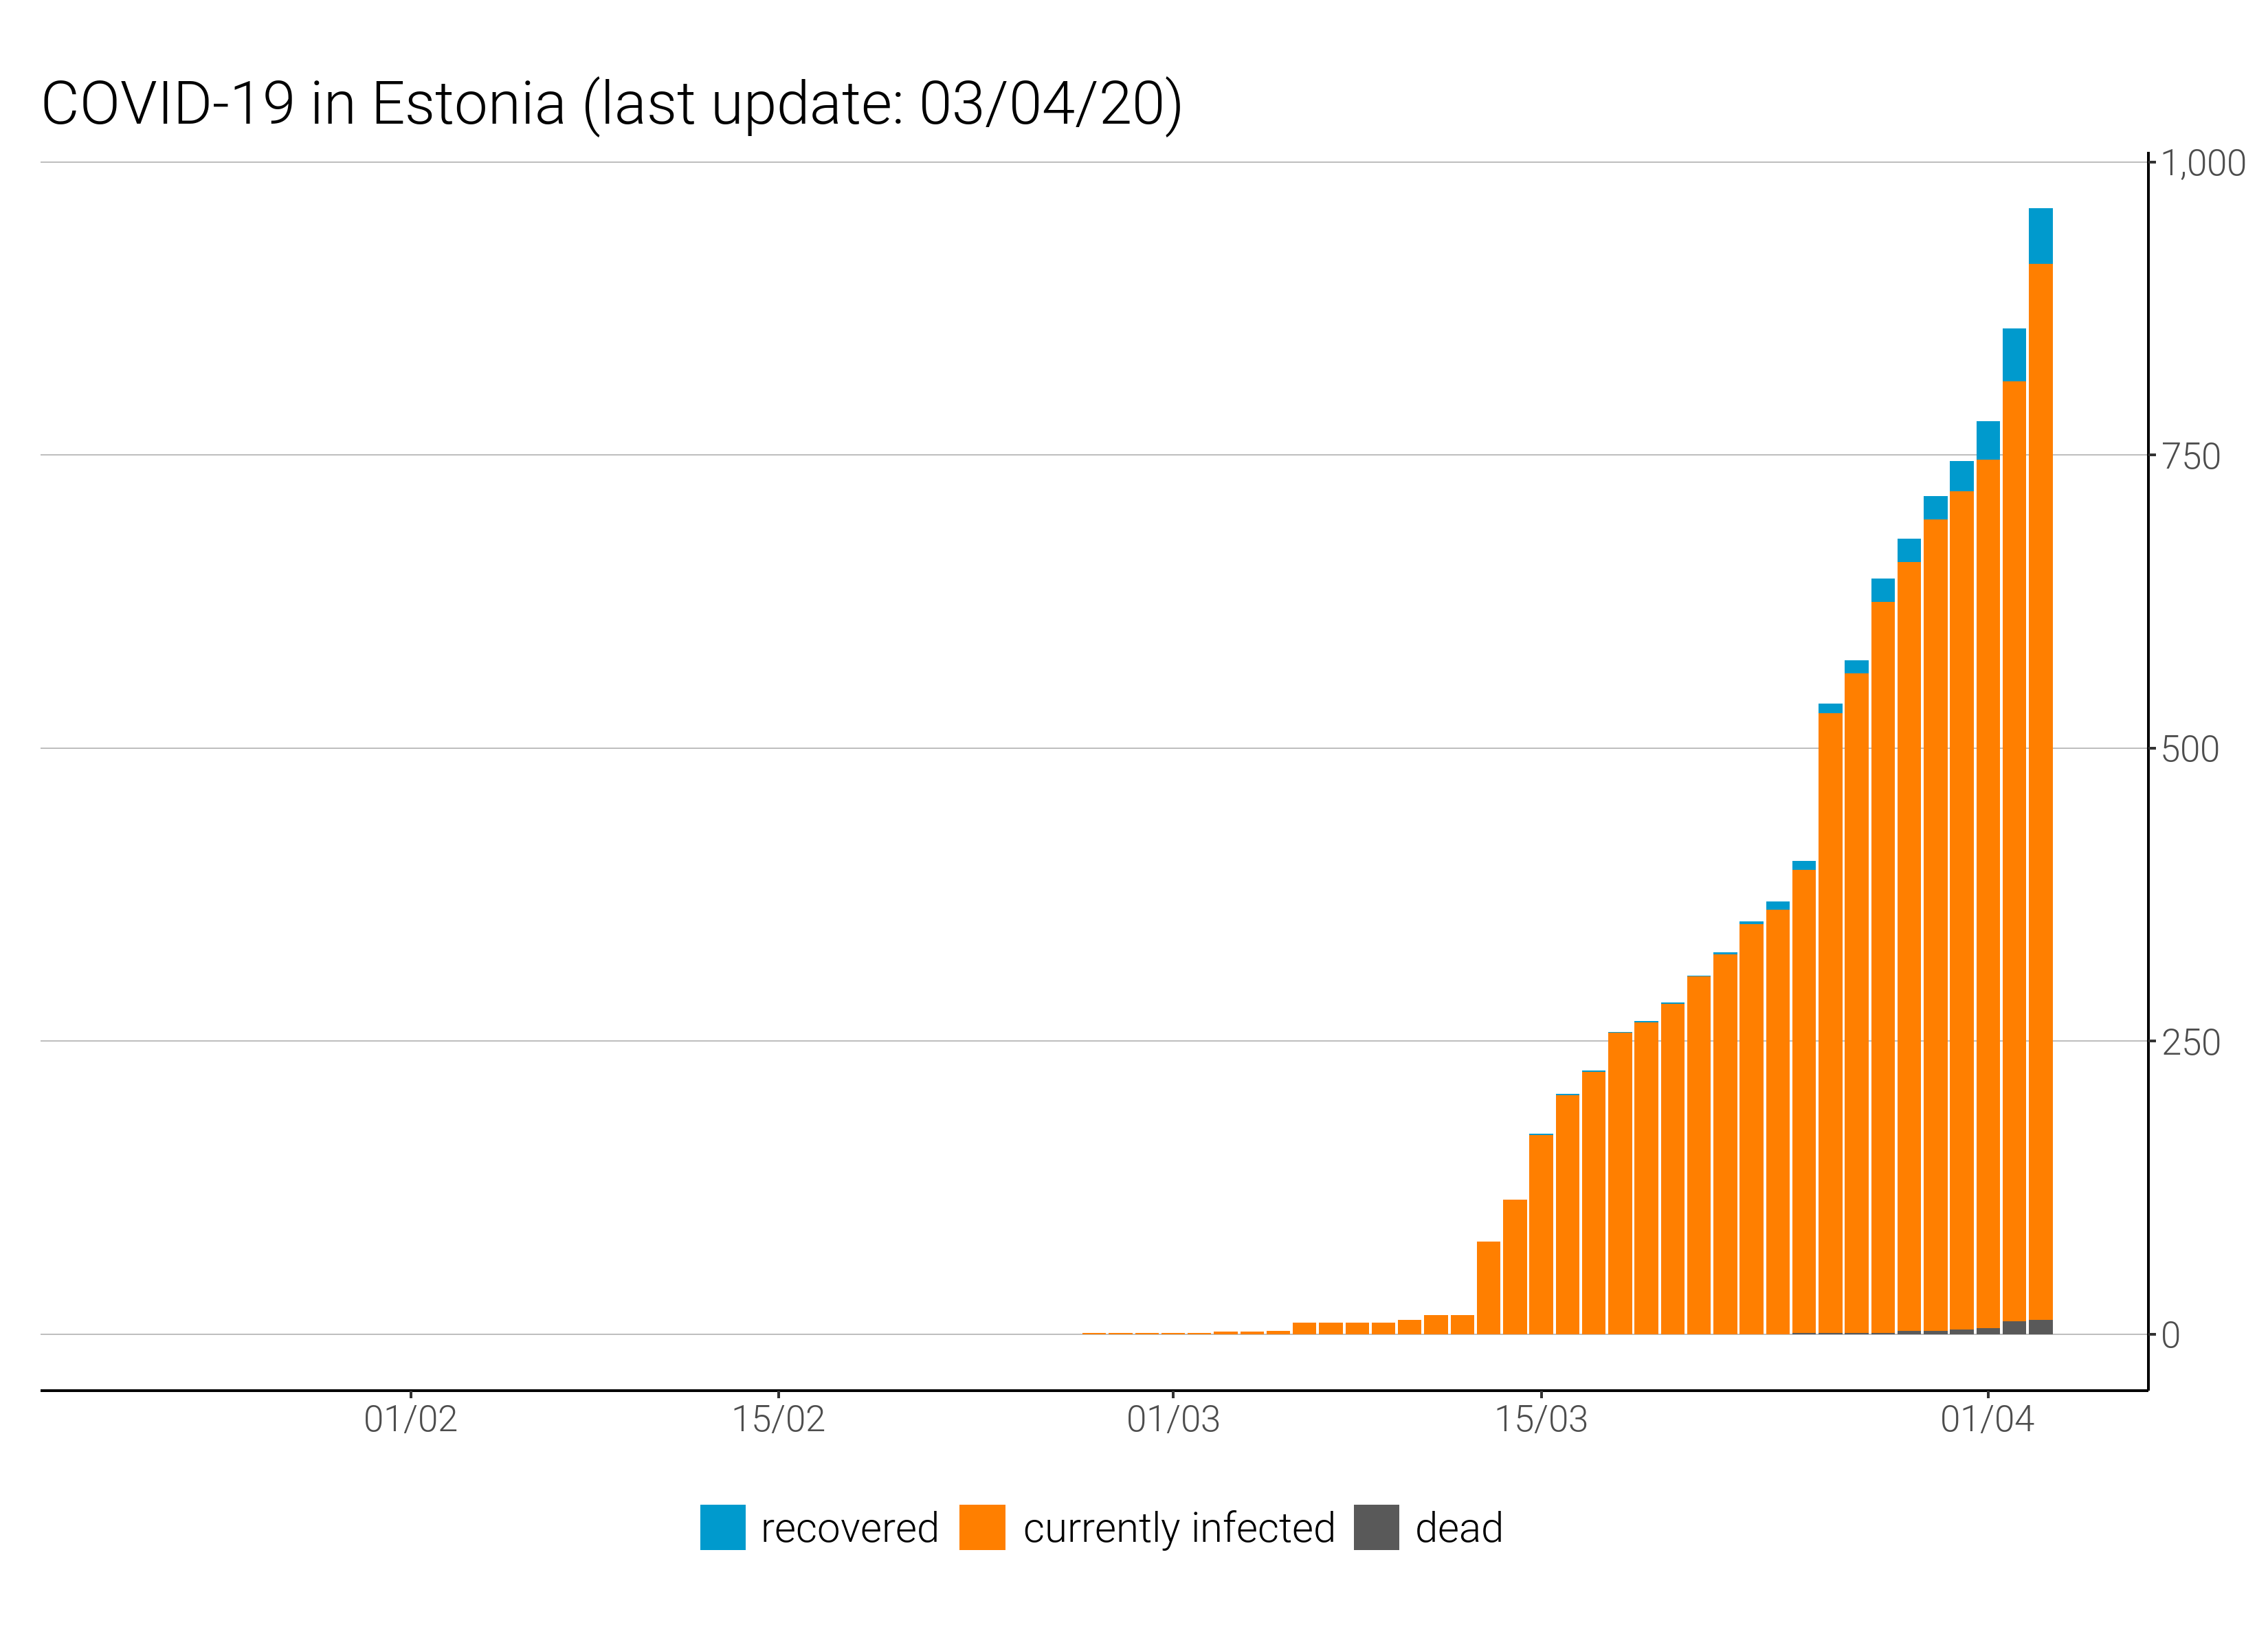 COVID-19 in Estonia (last update: 03/04/20)
1,000
750
500
250
0
01/02 15/02 01/03 15/03 01/04
recovered currently infected dead